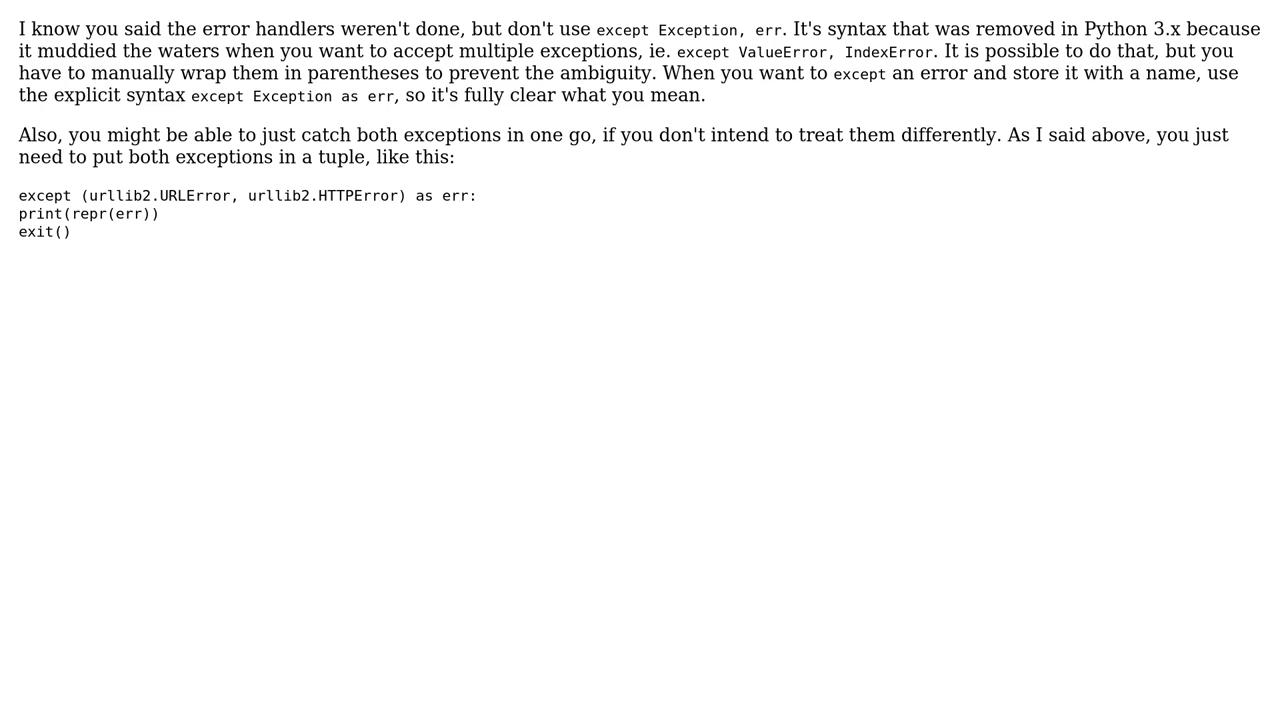 I know you said the error handlers weren't done, but don't use except Exception, err. It's syntax that was removed in Python 3.x because
it muddied the waters when you want to accept multiple exceptions, ie. except ValueError, IndexError. It is possible to do that, but you
have to manually wrap them in parentheses to prevent the ambiguity. When you want to except an error and store it with a name, use
the explicit syntax except Exception as err, so it's fully clear what you mean.
Also, you might be able to just catch both exceptions in one go, if you don't intend to treat them differently. As I said above, you just
need to put both exceptions in a tuple, like this:
except (urllib2.URLError, urllib2.HTTPError) as err:
print(repr(err))
exit()